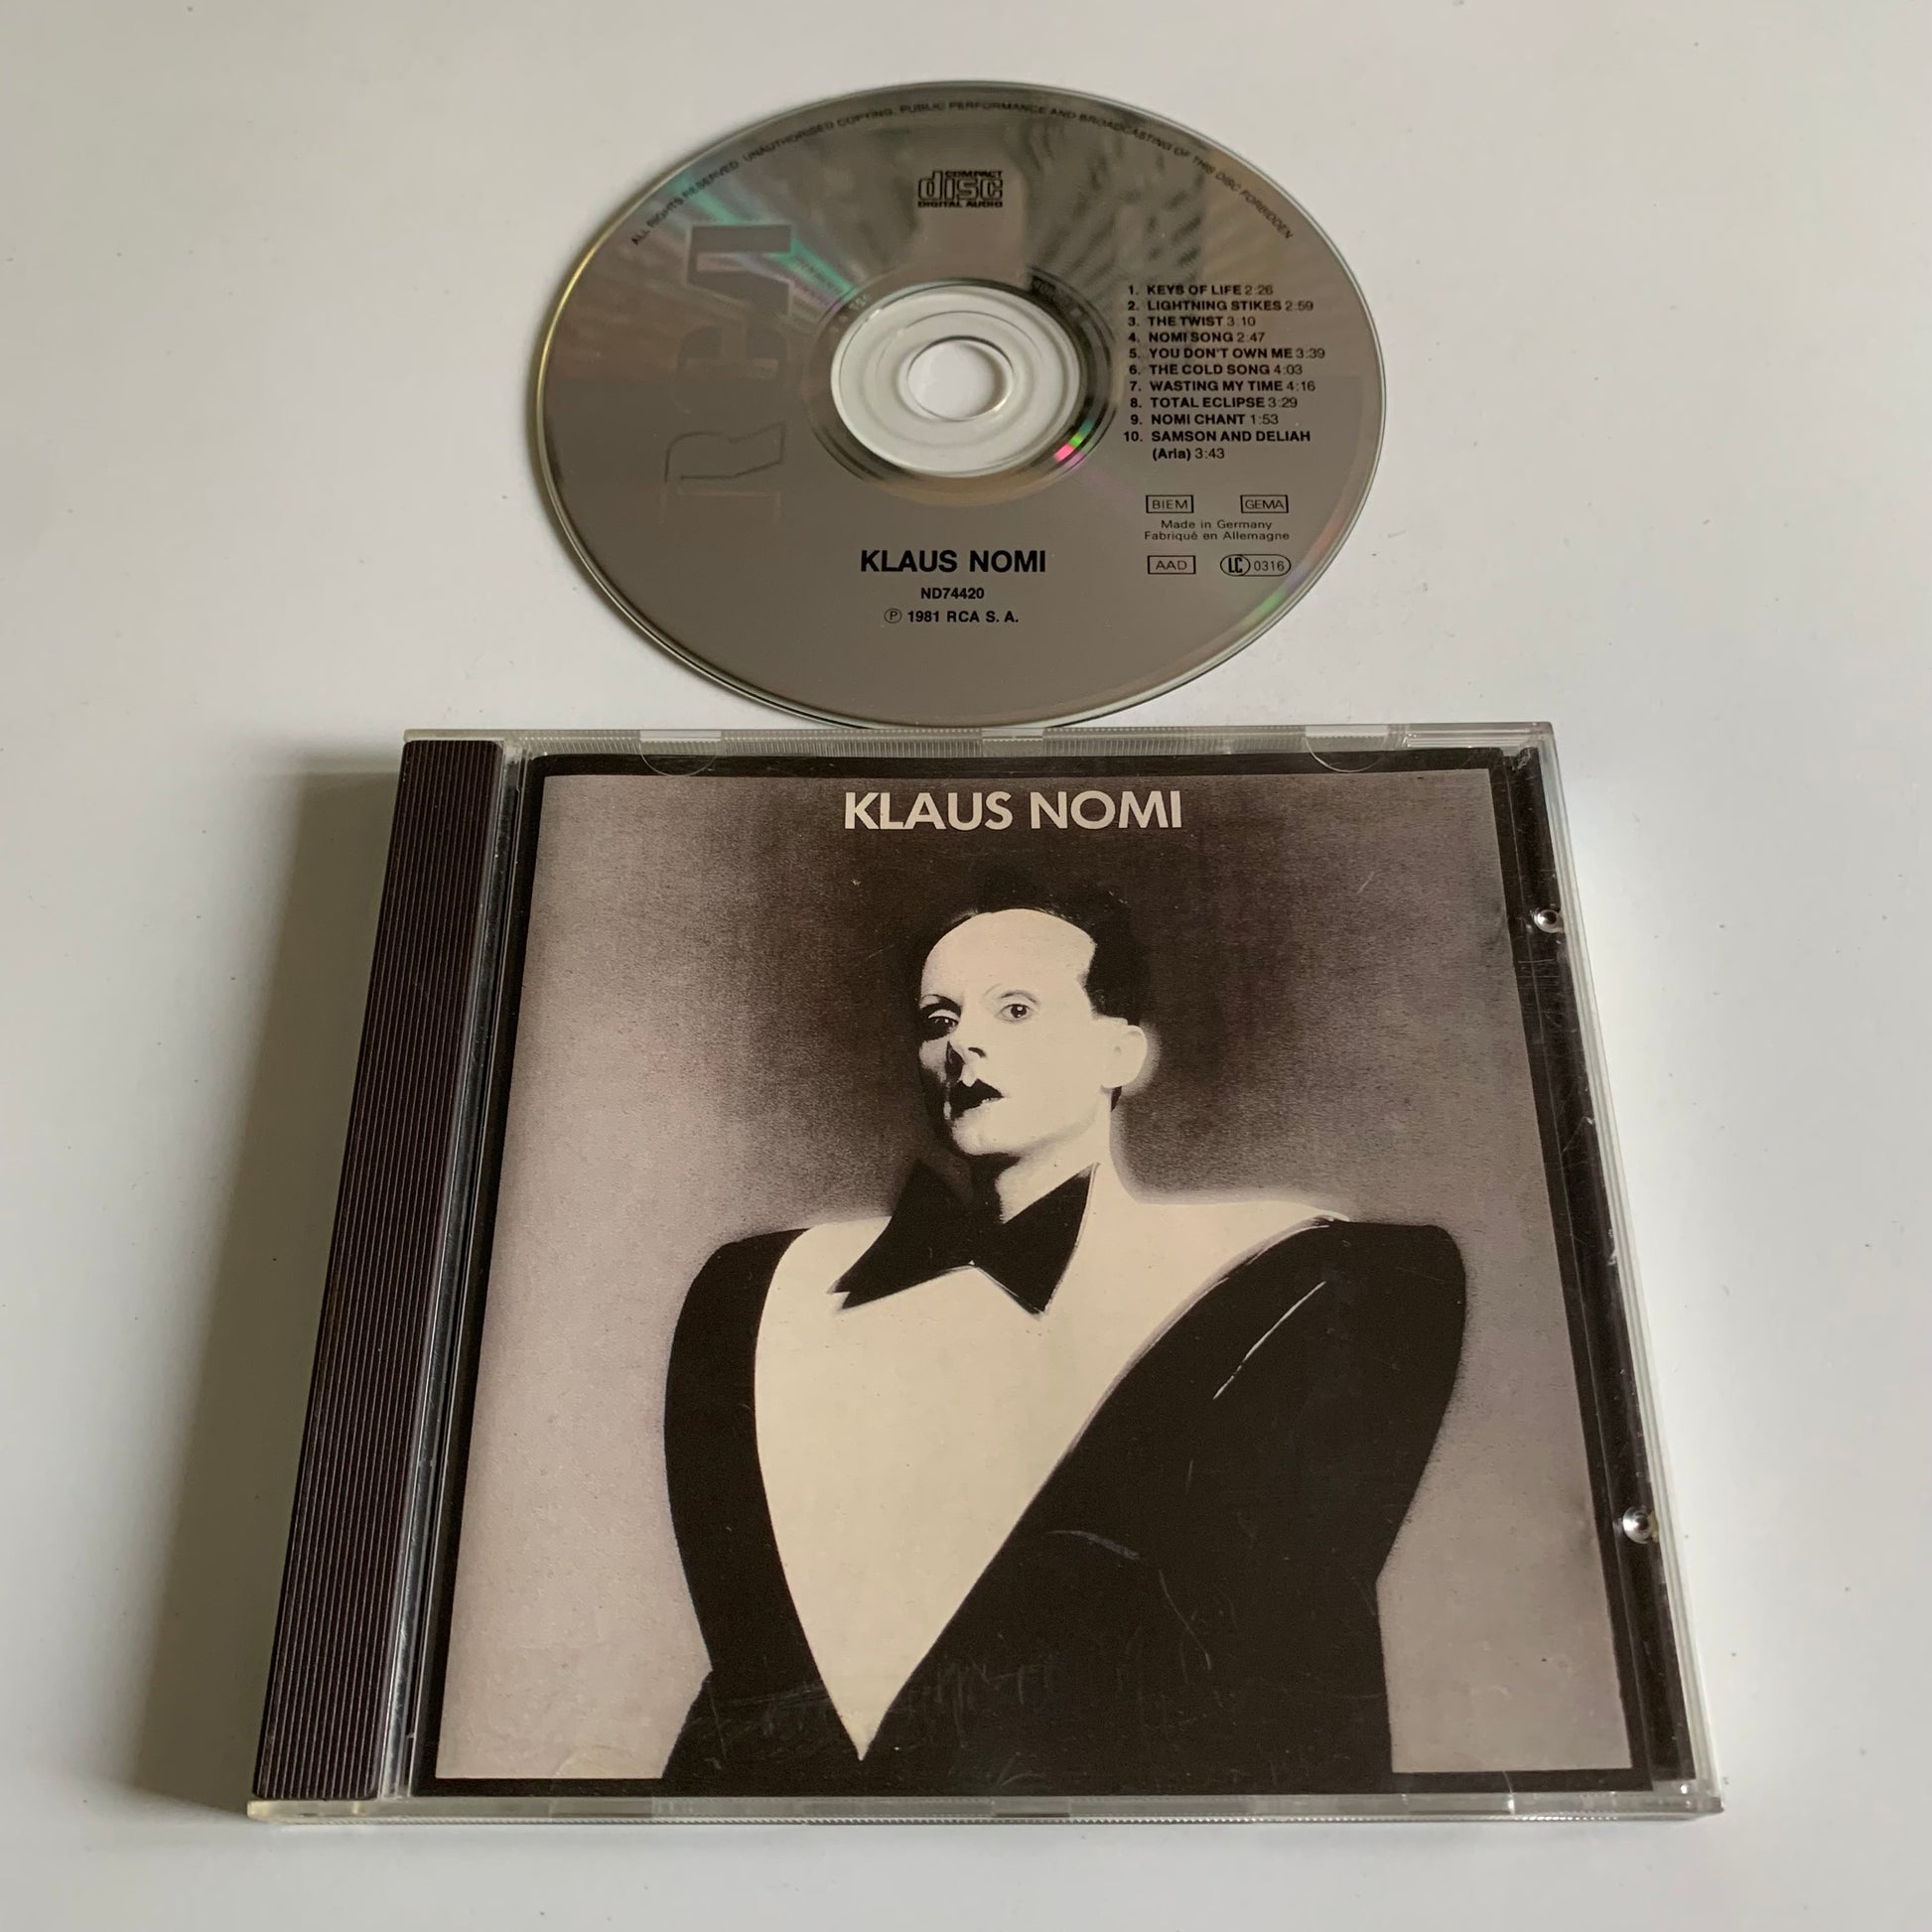 ALL RIGHTS RESERVED. UNAUTHORISED COPYING, PUBLIC PERFORMANCE AND BROADCASTING OF THIS DISC FORBIDDEN
COMPACT
disc
DIGITAL AUDIO
RCA
1. KEYS OF LIFE 2:26
2. LIGHTNING STIKES 2:59
3. THE TWIST 3:10
4. NOMI SONG 2:47
5. YOU DON'T OWN ME 3:39
6. THE COLD SONG 4:03
7. WASTING MY TIME 4:16
8. TOTAL ECLIPSE 3:29
9. NOMI CHANT 1:53
10. SAMSON AND DELIAH
(Aria) 3:43
BIEM GEMA
Made in Germany
Fabriqué en Allemagne
AAD LC 0316
KLAUS NOMI
ND74420
℗ 1981 RCA S. A.
KLAUS NOMI